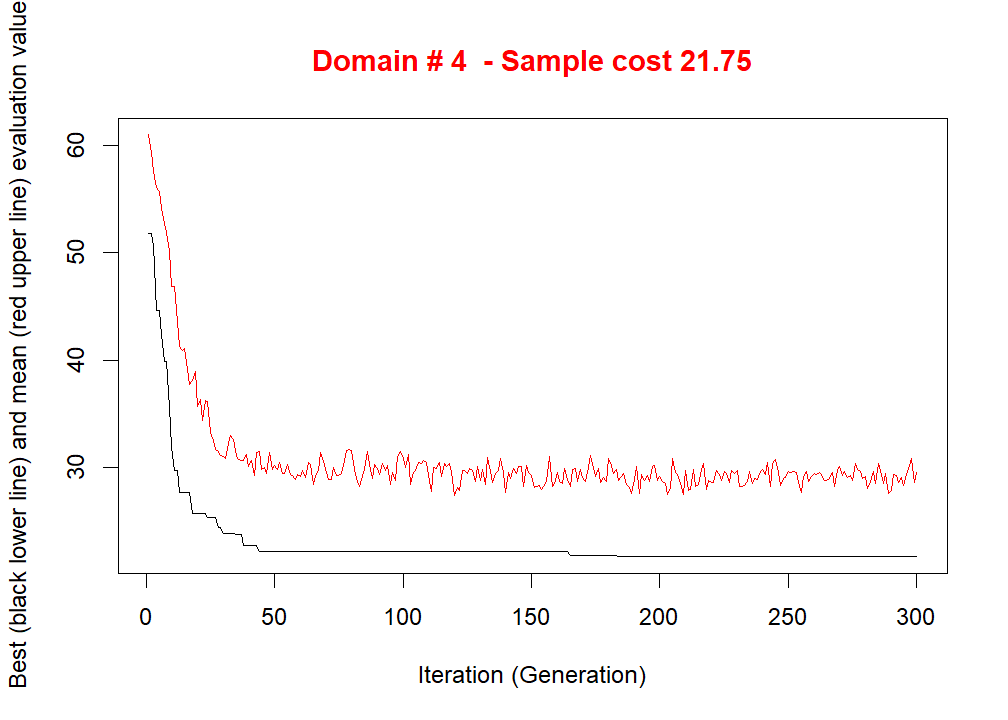 Domain # 4  - Sample cost 21.75
Best (black lower line) and mean (red upper line) evaluation value
60
50
40
30
0 50 100 150 200 250 300
Iteration (Generation)